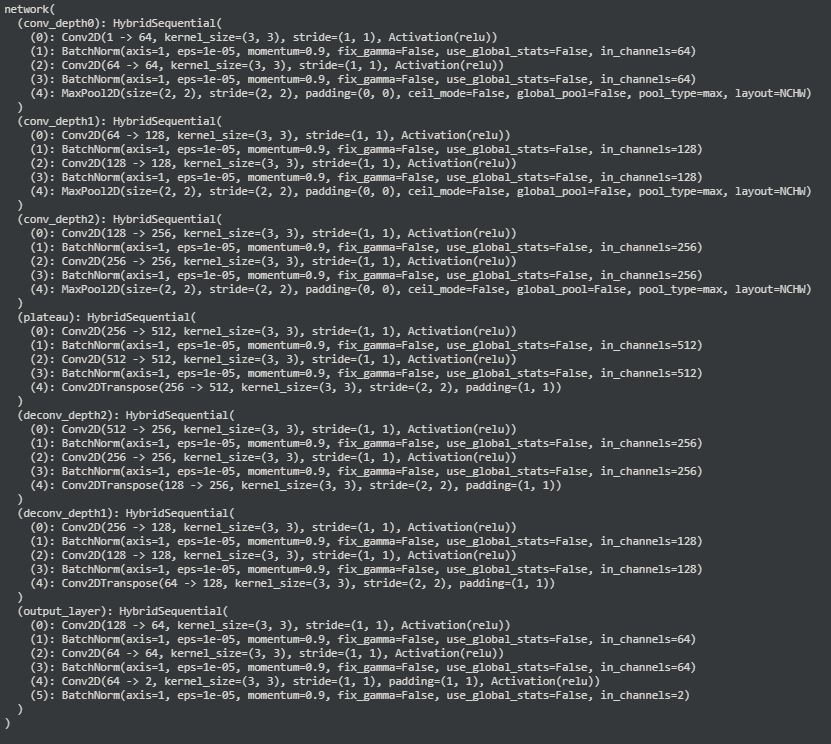 network(
  (conv_depth0): HybridSequential(
    (0): Conv2D(1 -> 64, kernel_size=(3, 3), stride=(1, 1), Activation(relu))
    (1): BatchNorm(axis=1, eps=1e-05, momentum=0.9, fix_gamma=False, use_global_stats=False, in_channels=64)
    (2): Conv2D(64 -> 64, kernel_size=(3, 3), stride=(1, 1), Activation(relu))
    (3): BatchNorm(axis=1, eps=1e-05, momentum=0.9, fix_gamma=False, use_global_stats=False, in_channels=64)
    (4): MaxPool2D(size=(2, 2), stride=(2, 2), padding=(0, 0), ceil_mode=False, global_pool=False, pool_type=max, layout=NCHW)
  )
  (conv_depth1): HybridSequential(
    (0): Conv2D(64 -> 128, kernel_size=(3, 3), stride=(1, 1), Activation(relu))
    (1): BatchNorm(axis=1, eps=1e-05, momentum=0.9, fix_gamma=False, use_global_stats=False, in_channels=128)
    (2): Conv2D(128 -> 128, kernel_size=(3, 3), stride=(1, 1), Activation(relu))
    (3): BatchNorm(axis=1, eps=1e-05, momentum=0.9, fix_gamma=False, use_global_stats=False, in_channels=128)
    (4): MaxPool2D(size=(2, 2), stride=(2, 2), padding=(0, 0), ceil_mode=False, global_pool=False, pool_type=max, layout=NCHW)
  )
  (conv_depth2): HybridSequential(
    (0): Conv2D(128 -> 256, kernel_size=(3, 3), stride=(1, 1), Activation(relu))
    (1): BatchNorm(axis=1, eps=1e-05, momentum=0.9, fix_gamma=False, use_global_stats=False, in_channels=256)
    (2): Conv2D(256 -> 256, kernel_size=(3, 3), stride=(1, 1), Activation(relu))
    (3): BatchNorm(axis=1, eps=1e-05, momentum=0.9, fix_gamma=False, use_global_stats=False, in_channels=256)
    (4): MaxPool2D(size=(2, 2), stride=(2, 2), padding=(0, 0), ceil_mode=False, global_pool=False, pool_type=max, layout=NCHW)
  )
  (plateau): HybridSequential(
    (0): Conv2D(256 -> 512, kernel_size=(3, 3), stride=(1, 1), Activation(relu))
    (1): BatchNorm(axis=1, eps=1e-05, momentum=0.9, fix_gamma=False, use_global_stats=False, in_channels=512)
    (2): Conv2D(512 -> 512, kernel_size=(3, 3), stride=(1, 1), Activation(relu))
    (3): BatchNorm(axis=1, eps=1e-05, momentum=0.9, fix_gamma=False, use_global_stats=False, in_channels=512)
    (4): Conv2DTranspose(256 -> 512, kernel_size=(3, 3), stride=(2, 2), padding=(1, 1))
  )
  (deconv_depth2): HybridSequential(
    (0): Conv2D(512 -> 256, kernel_size=(3, 3), stride=(1, 1), Activation(relu))
    (1): BatchNorm(axis=1, eps=1e-05, momentum=0.9, fix_gamma=False, use_global_stats=False, in_channels=256)
    (2): Conv2D(256 -> 256, kernel_size=(3, 3), stride=(1, 1), Activation(relu))
    (3): BatchNorm(axis=1, eps=1e-05, momentum=0.9, fix_gamma=False, use_global_stats=False, in_channels=256)
    (4): Conv2DTranspose(128 -> 256, kernel_size=(3, 3), stride=(2, 2), padding=(1, 1))
  )
  (deconv_depth1): HybridSequential(
    (0): Conv2D(256 -> 128, kernel_size=(3, 3), stride=(1, 1), Activation(relu))
    (1): BatchNorm(axis=1, eps=1e-05, momentum=0.9, fix_gamma=False, use_global_stats=False, in_channels=128)
    (2): Conv2D(128 -> 128, kernel_size=(3, 3), stride=(1, 1), Activation(relu))
    (3): BatchNorm(axis=1, eps=1e-05, momentum=0.9, fix_gamma=False, use_global_stats=False, in_channels=128)
    (4): Conv2DTranspose(64 -> 128, kernel_size=(3, 3), stride=(2, 2), padding=(1, 1))
  )
  (output_layer): HybridSequential(
    (0): Conv2D(128 -> 64, kernel_size=(3, 3), stride=(1, 1), Activation(relu))
    (1): BatchNorm(axis=1, eps=1e-05, momentum=0.9, fix_gamma=False, use_global_stats=False, in_channels=64)
    (2): Conv2D(64 -> 64, kernel_size=(3, 3), stride=(1, 1), Activation(relu))
    (3): BatchNorm(axis=1, eps=1e-05, momentum=0.9, fix_gamma=False, use_global_stats=False, in_channels=64)
    (4): Conv2D(64 -> 2, kernel_size=(3, 3), stride=(1, 1), padding=(1, 1), Activation(relu))
    (5): BatchNorm(axis=1, eps=1e-05, momentum=0.9, fix_gamma=False, use_global_stats=False, in_channels=2)
  )
)